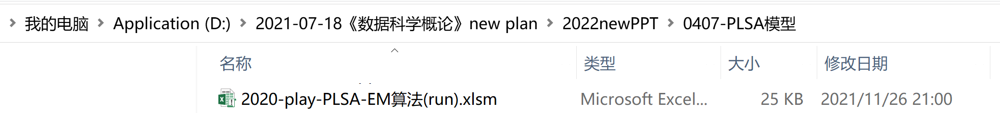 我的电脑 Application (D:) 2021-07-18《数据科学概论》new plan 2022newPPT 0407-PLSA模型
名称 类型 大小 修改日期
2020-play-PLSA-EM算法(run).xlsm Microsoft Excel... 25 KB 2021/11/26 21:00